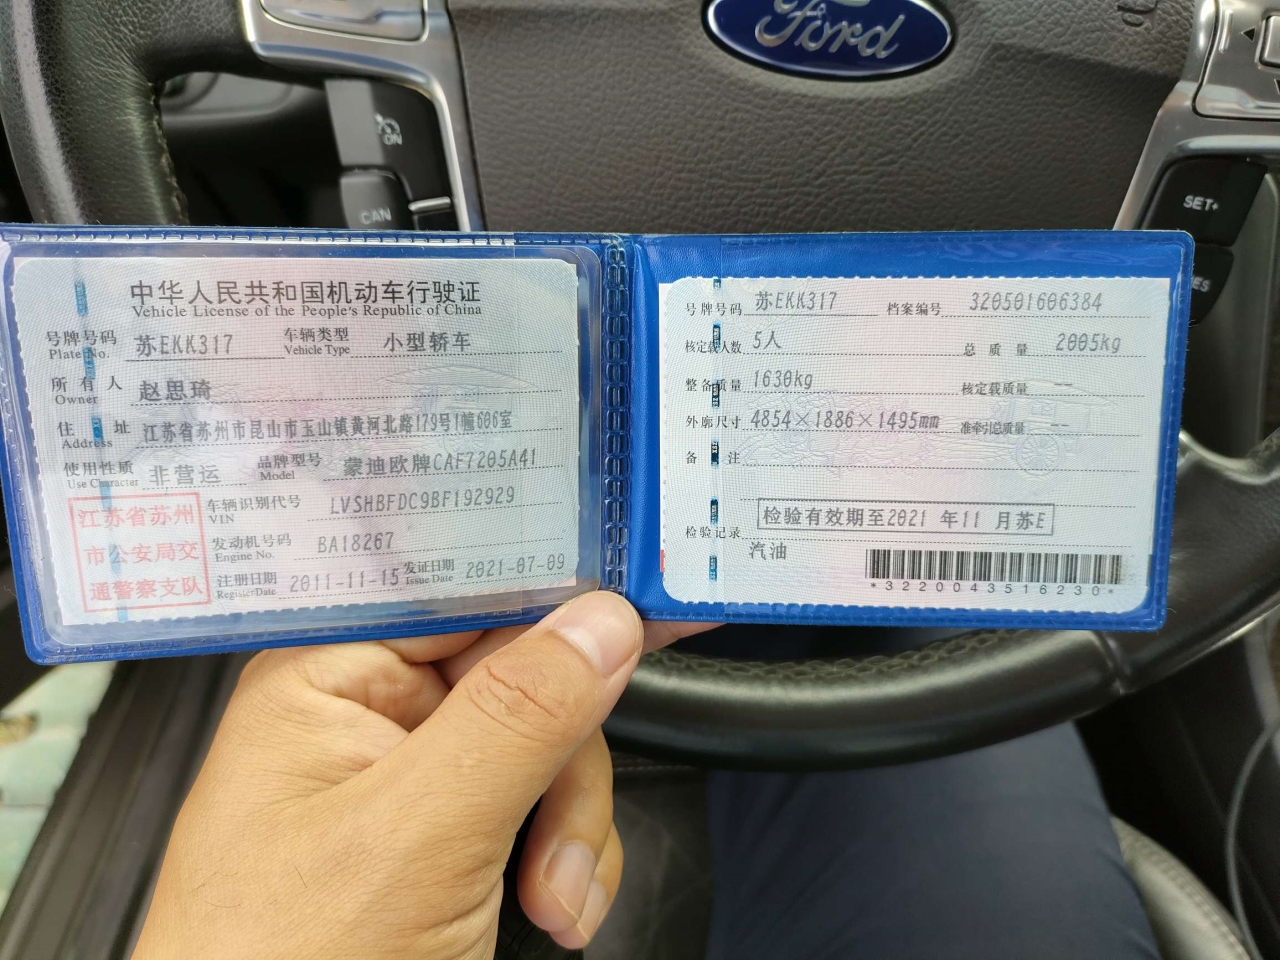 Ford
ON
CAN
SET+
中华人民共和国机动车行驶证
Vehicle License of the People's Republic of China
号牌号码 苏EKK317 车辆类型 小型轿车
Plate No. Vehicle Type
所有人 赵思琦
Owner
住址 江苏省苏州市昆山市玉山镇黄河北路179号1幢606室
Address
使用性质 非营运 品牌型号 蒙迪欧牌CAF7205A41
Use Character Model
江苏省苏州
市公安局交
通警察支队
车辆识别代号 LVSHBFDC9BF192929
VIN
发动机号码 BA18267
Engine No.
注册日期 2011-11-15 发证日期 2021-07-09
Register Date Issue Date
号牌号码 苏EKK317 档案编号 320501606384
核定载人数 5人 总质量 2005kg
整备质量 1630kg 核定载质量 --
外廓尺寸 4854×1886×1495mm 准牵引总质量 --
备注
检验有效期至2021 年11 月苏E
检验记录
汽油
*3220043516230*